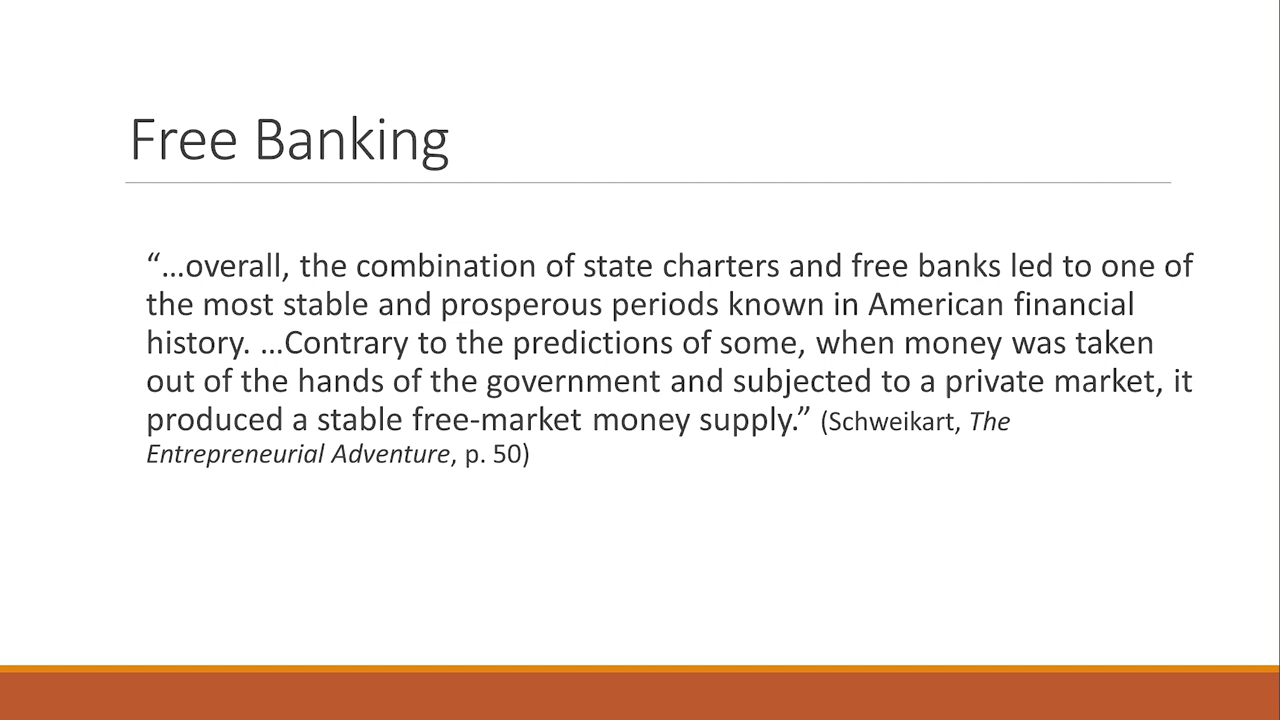 Free Banking
“…overall, the combination of state charters and free banks led to one of
the most stable and prosperous periods known in American financial
history. …Contrary to the predictions of some, when money was taken
out of the hands of the government and subjected to a private market, it
produced a stable free-market money supply.” (Schweikart, The
Entrepreneurial Adventure, p. 50)